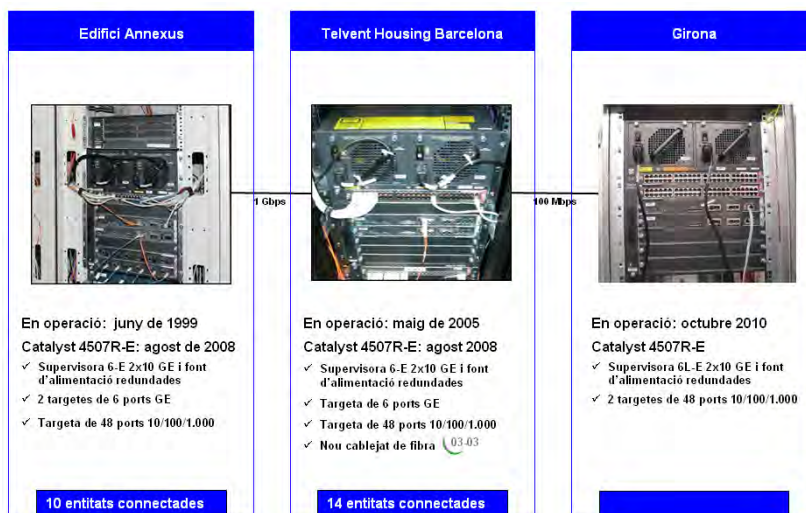 Edifici Annexus
Telvent Housing Barcelona
Girona
1 Gbps
100 Mbps
En operació: juny de 1999
Catalyst 4507R-E: agost de 2008
✓ Supervisora 6-E 2x10 GE i font
d'alimentació redundades
✓ 2 targetes de 6 ports GE
✓ Targeta de 48 ports 10/100/1.000
10 entitats connectades
En operació: maig de 2005
Catalyst 4507R-E: agost 2008
✓ Supervisora 6-E 2x10 GE i font
d'alimentació redundades
✓ Targeta de 6 ports GE
✓ Targeta de 48 ports 10/100/1.000
✓ Nou cablejat de fibra 03-03
14 entitats connectades
En operació: octubre 2010
Catalyst 4507R-E
✓ Supervisora 6L-E 2x10 GE i font
d'alimentació redundades
✓ 2 targetes de 48 ports 10/100/1.000